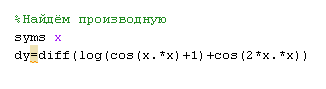 %Найдём производную
syms x
dy=diff(log(cos(x.*x)+1)+cos(2*x.*x))